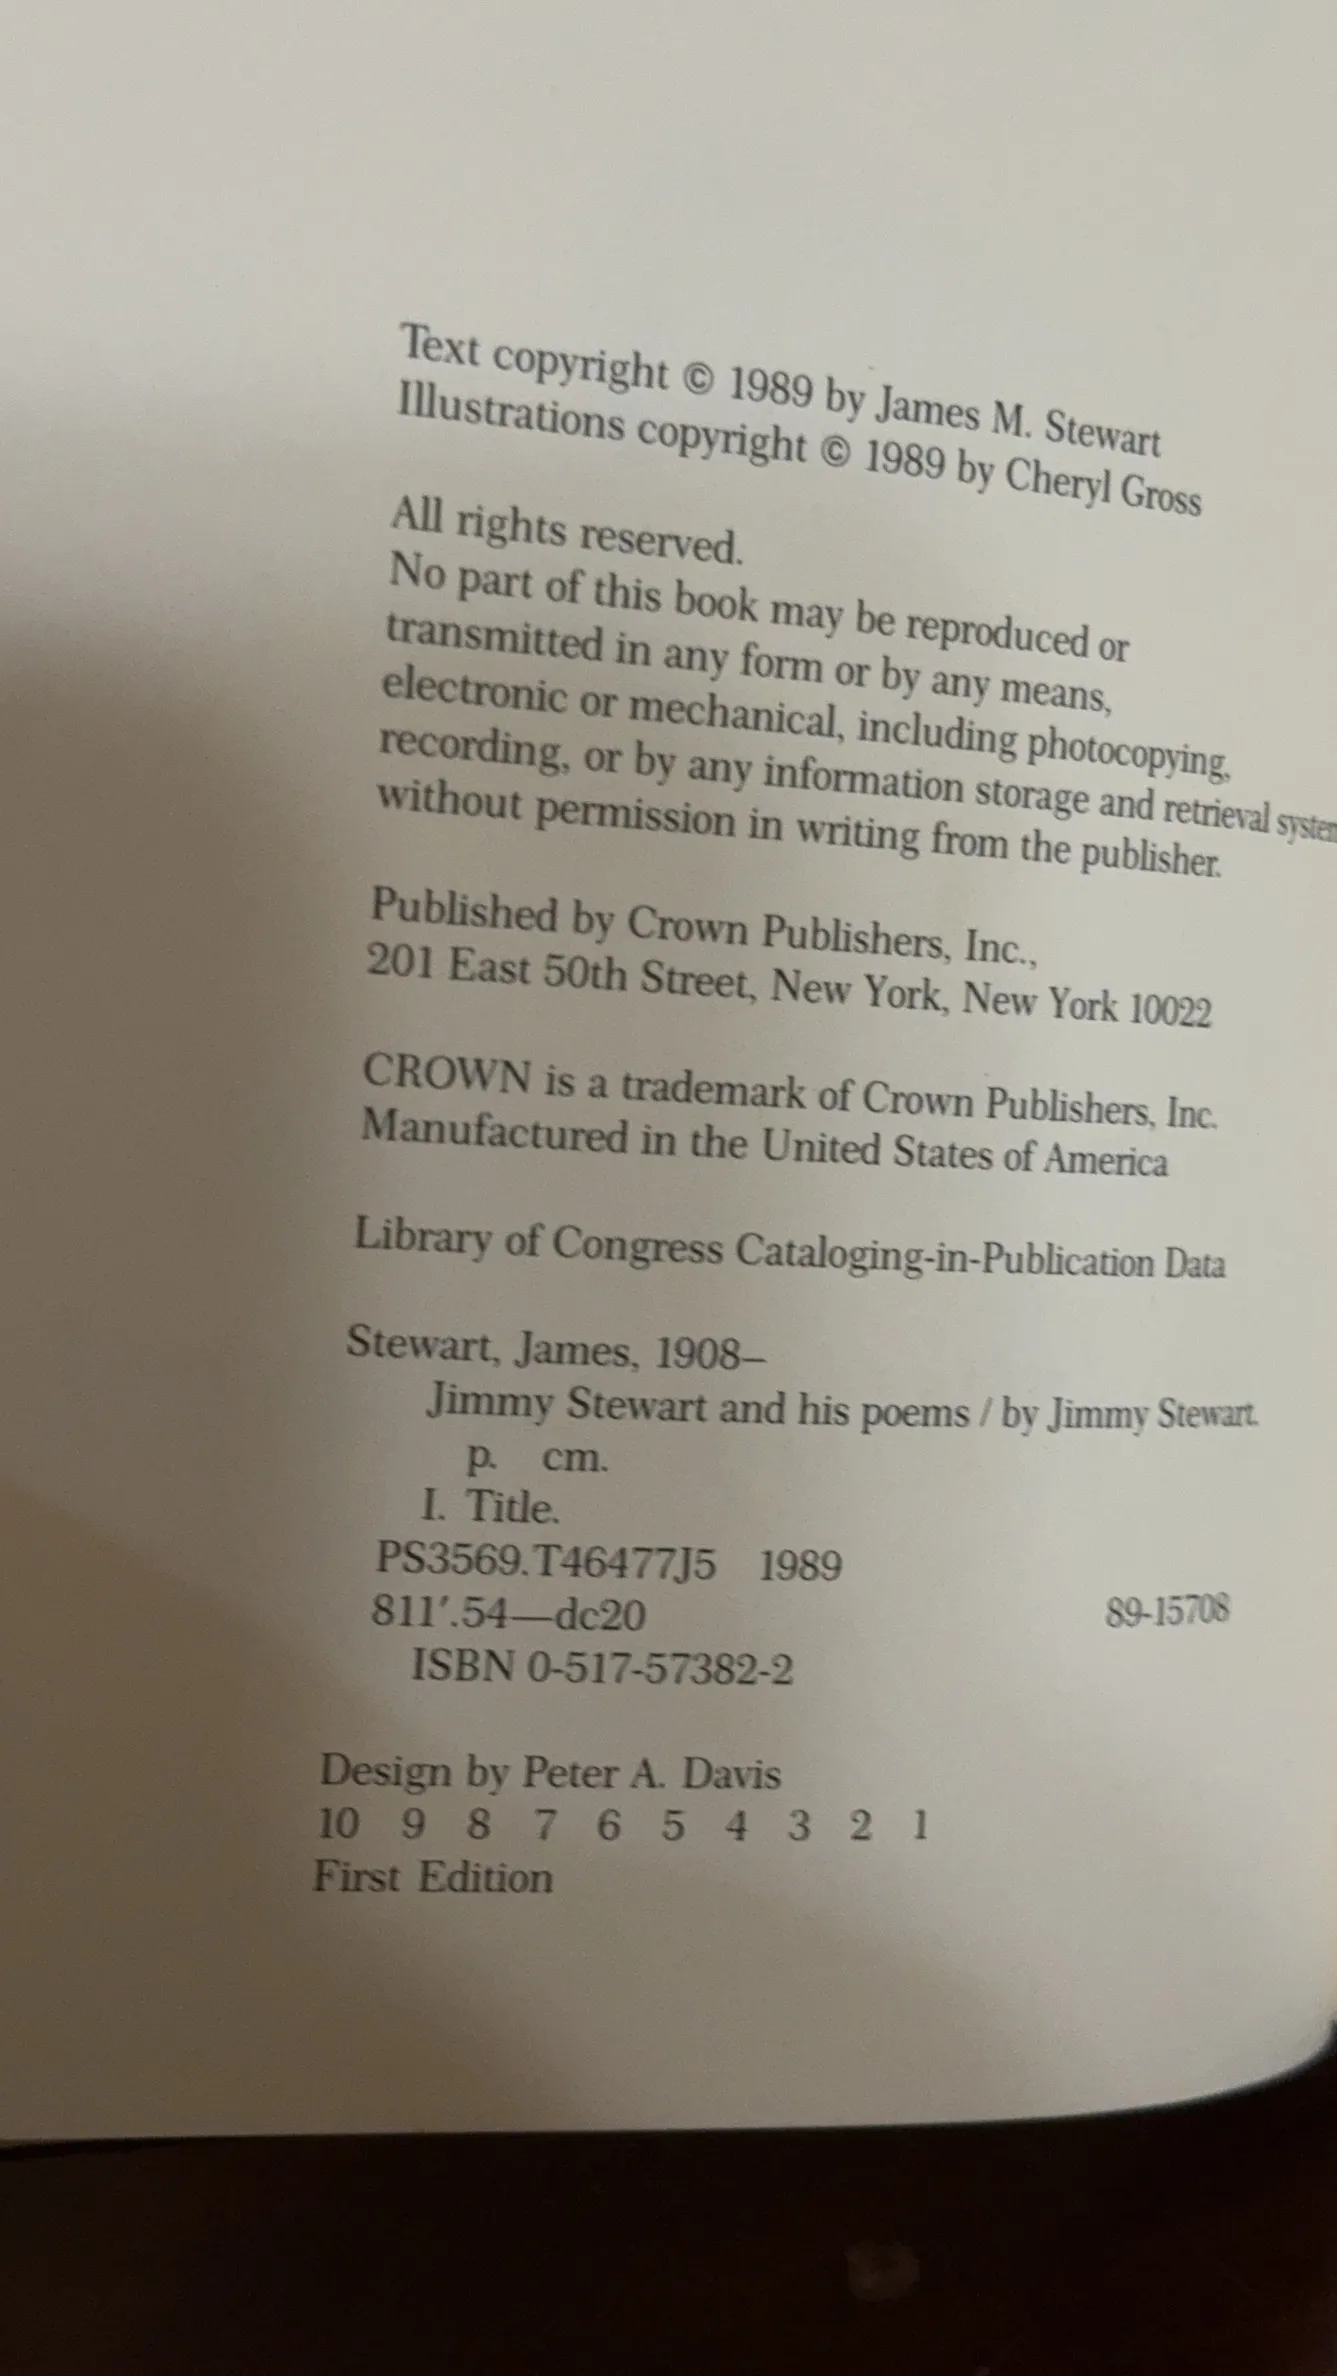 Text copyright © 1989 by James M. Stewart
Illustrations copyright © 1989 by Cheryl Gross
All rights reserved.
No part of this book may be reproduced or
transmitted in any form or by any means,
electronic or mechanical, including photocopying,
recording, or by any information storage and retrieval system
without permission in writing from the publisher.
Published by Crown Publishers, Inc.,
201 East 50th Street, New York, New York 10022
CROWN is a trademark of Crown Publishers, Inc.
Manufactured in the United States of America
Library of Congress Cataloging-in-Publication Data
Stewart, James, 1908–
Jimmy Stewart and his poems / by Jimmy Stewart.
p. cm.
I. Title.
PS3569.T46477J5 1989
811′.54—dc20 89-15708
ISBN 0-517-57382-2
Design by Peter A. Davis
10 9 8 7 6 5 4 3 2 1
First Edition